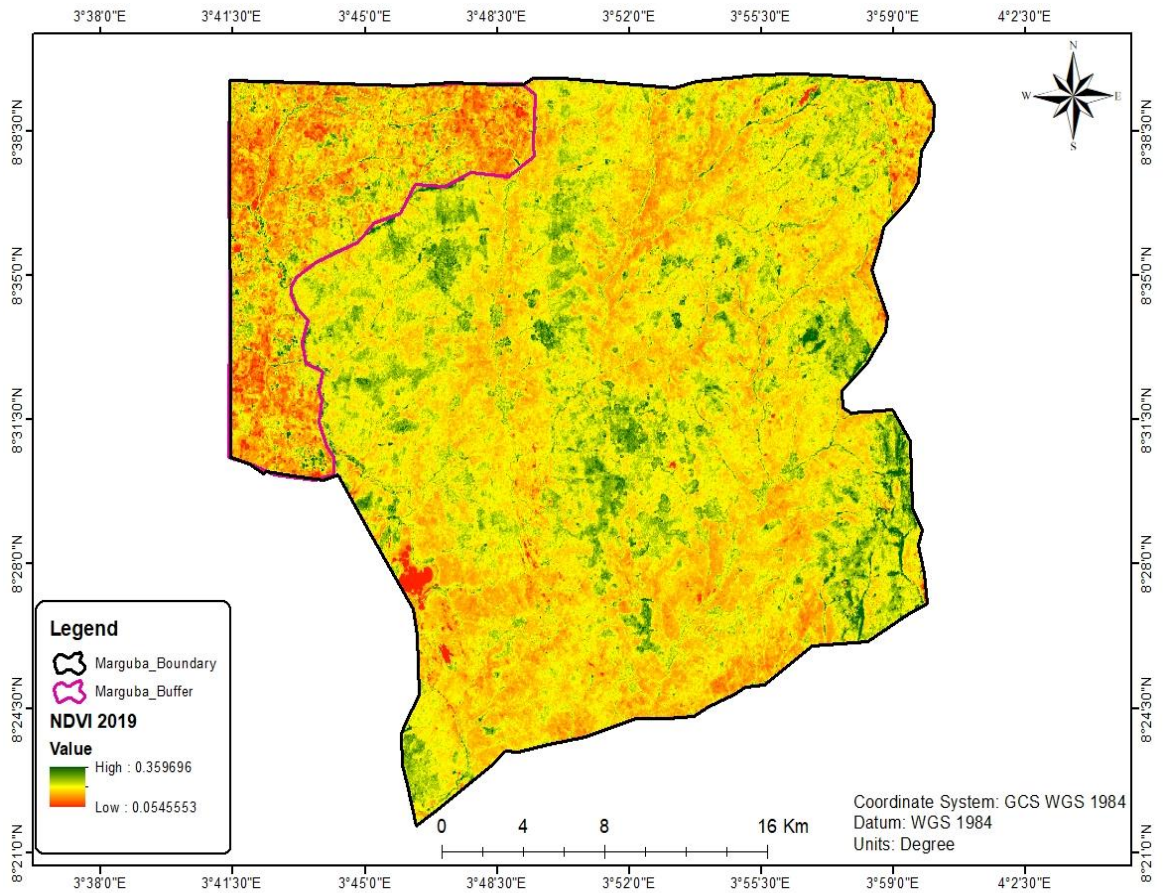 3°38'0"E 3°41'30"E 3°45'0"E 3°48'30"E 3°52'0"E 3°55'30"E 3°59'0"E 4°2'30"E
N
W E
S
8°38'30"N 8°38'30"N
8°35'0"N 8°35'0"N
8°31'30"N 8°31'30"N
8°28'0"N 8°28'0"N
8°24'30"N 8°24'30"N
8°21'0"N 8°21'0"N
Legend
Marguba_Boundary
Marguba_Buffer
NDVI 2019
Value
High : 0.359696
Low : 0.0545553
0 4 8 16 Km
Coordinate System: GCS WGS 1984
Datum: WGS 1984
Units: Degree
3°38'0"E 3°41'30"E 3°45'0"E 3°48'30"E 3°52'0"E 3°55'30"E 3°59'0"E 4°2'30"E